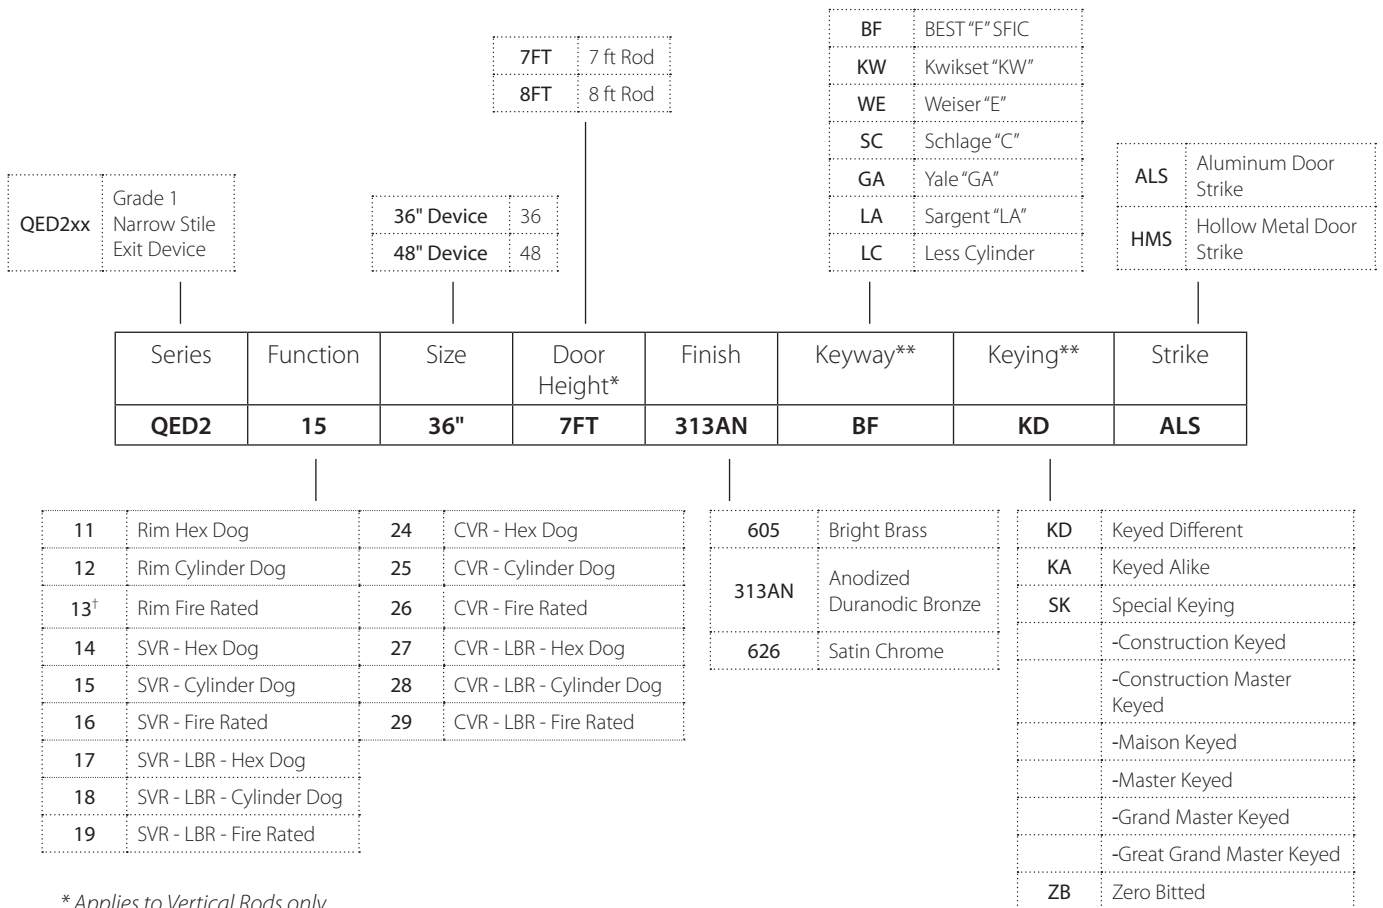 BF BEST “F” SFIC
KW Kwikset “KW”
WE Weiser “E”
SC Schlage “C”
GA Yale “GA”
LA Sargent “LA”
LC Less Cylinder
7FT 7 ft Rod
8FT 8 ft Rod
ALS Aluminum Door
Strike
HMS Hollow Metal Door
Strike
QED2xx Grade 1
Narrow Stile
Exit Device
36" Device 36
48" Device 48
Series Function Size Door
Height* Finish Keyway** Keying** Strike
QED2 15 36" 7FT 313AN BF KD ALS
11 Rim Hex Dog
12 Rim Cylinder Dog
13† Rim Fire Rated
14 SVR - Hex Dog
15 SVR - Cylinder Dog
16 SVR - Fire Rated
17 SVR - LBR - Hex Dog
18 SVR - LBR - Cylinder Dog
19 SVR - LBR - Fire Rated
24 CVR - Hex Dog
25 CVR - Cylinder Dog
26 CVR - Fire Rated
27 CVR - LBR - Hex Dog
28 CVR - LBR - Cylinder Dog
29 CVR - LBR - Fire Rated
605 Bright Brass
313AN Anodized
Duranodic Bronze
626 Satin Chrome
KD Keyed Different
KA Keyed Alike
SK Special Keying
-Construction Keyed
-Construction Master
Keyed
-Maison Keyed
-Master Keyed
-Grand Master Keyed
-Great Grand Master Keyed
ZB Zero Bitted
* Applies to Vertical Rods only